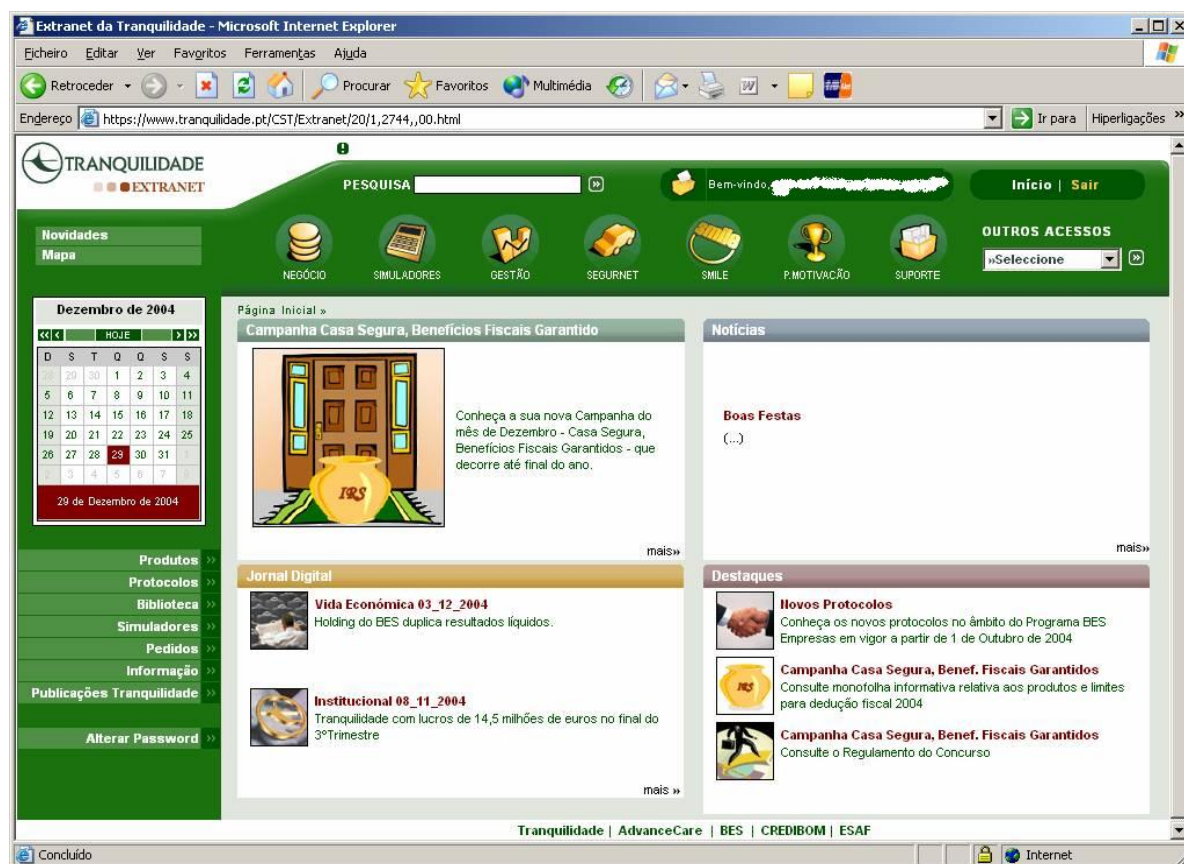 Extranet da Tranquilidade - Microsoft Internet Explorer
Ficheiro Editar Ver Favoritos Ferramentas Ajuda
Retroceder Procurar Favoritos Multimédia
Endereço https://www.tranquilidade.pt/CST/Extranet/20/1,2744,,00.html Ir para Hiperligações »
TRANQUILIDADE
EXTRANET
PESQUISA
Bem-vindo,
Início | Sair
Novidades
Mapa
NEGÓCIO SIMULADORES GESTÃO SEGURNET SMILE P.MOTIVACÃO SUPORTE
OUTROS ACESSOS
»Seleccione
Dezembro de 2004
HOJE
D S T Q Q S S
28 29 30 1 2 3 4
5 6 7 8 9 10 11
12 13 14 15 16 17 18
19 20 21 22 23 24 25
26 27 28 29 30 31 1
2 3 4 5 6 7 8
29 de Dezembro de 2004
Produtos »
Protocolos »
Biblioteca »
Simuladores »
Pedidos »
Informação »
Publicações Tranquilidade »
Alterar Password »
Página Inicial »
Campanha Casa Segura, Benefícios Fiscais Garantido
IRS
Conheça a sua nova Campanha do
mês de Dezembro - Casa Segura,
Benefícios Fiscais Garantidos - que
decorre até final do ano.
mais»
Notícias
Boas Festas
(...)
mais»
Jornal Digital
Vida Económica 03_12_2004
Holding do BES duplica resultados líquidos.
Institucional 08_11_2004
Tranquilidade com lucros de 14,5 milhões de euros no final do
3ºTrimestre
mais »
Destaques
Novos Protocolos
Conheça os novos protocolos no âmbito do Programa BES
Empresas em vigor a partir de 1 de Outubro de 2004
IRS
Campanha Casa Segura, Benef. Fiscais Garantidos
Consulte monofolha informativa relativa aos produtos e limites
para dedução fiscal 2004
Campanha Casa Segura, Benef. Fiscais Garantidos
Consulte o Regulamento do Concurso
Tranquilidade | AdvanceCare | BES | CREDIBOM | ESAF
Concluído
Internet